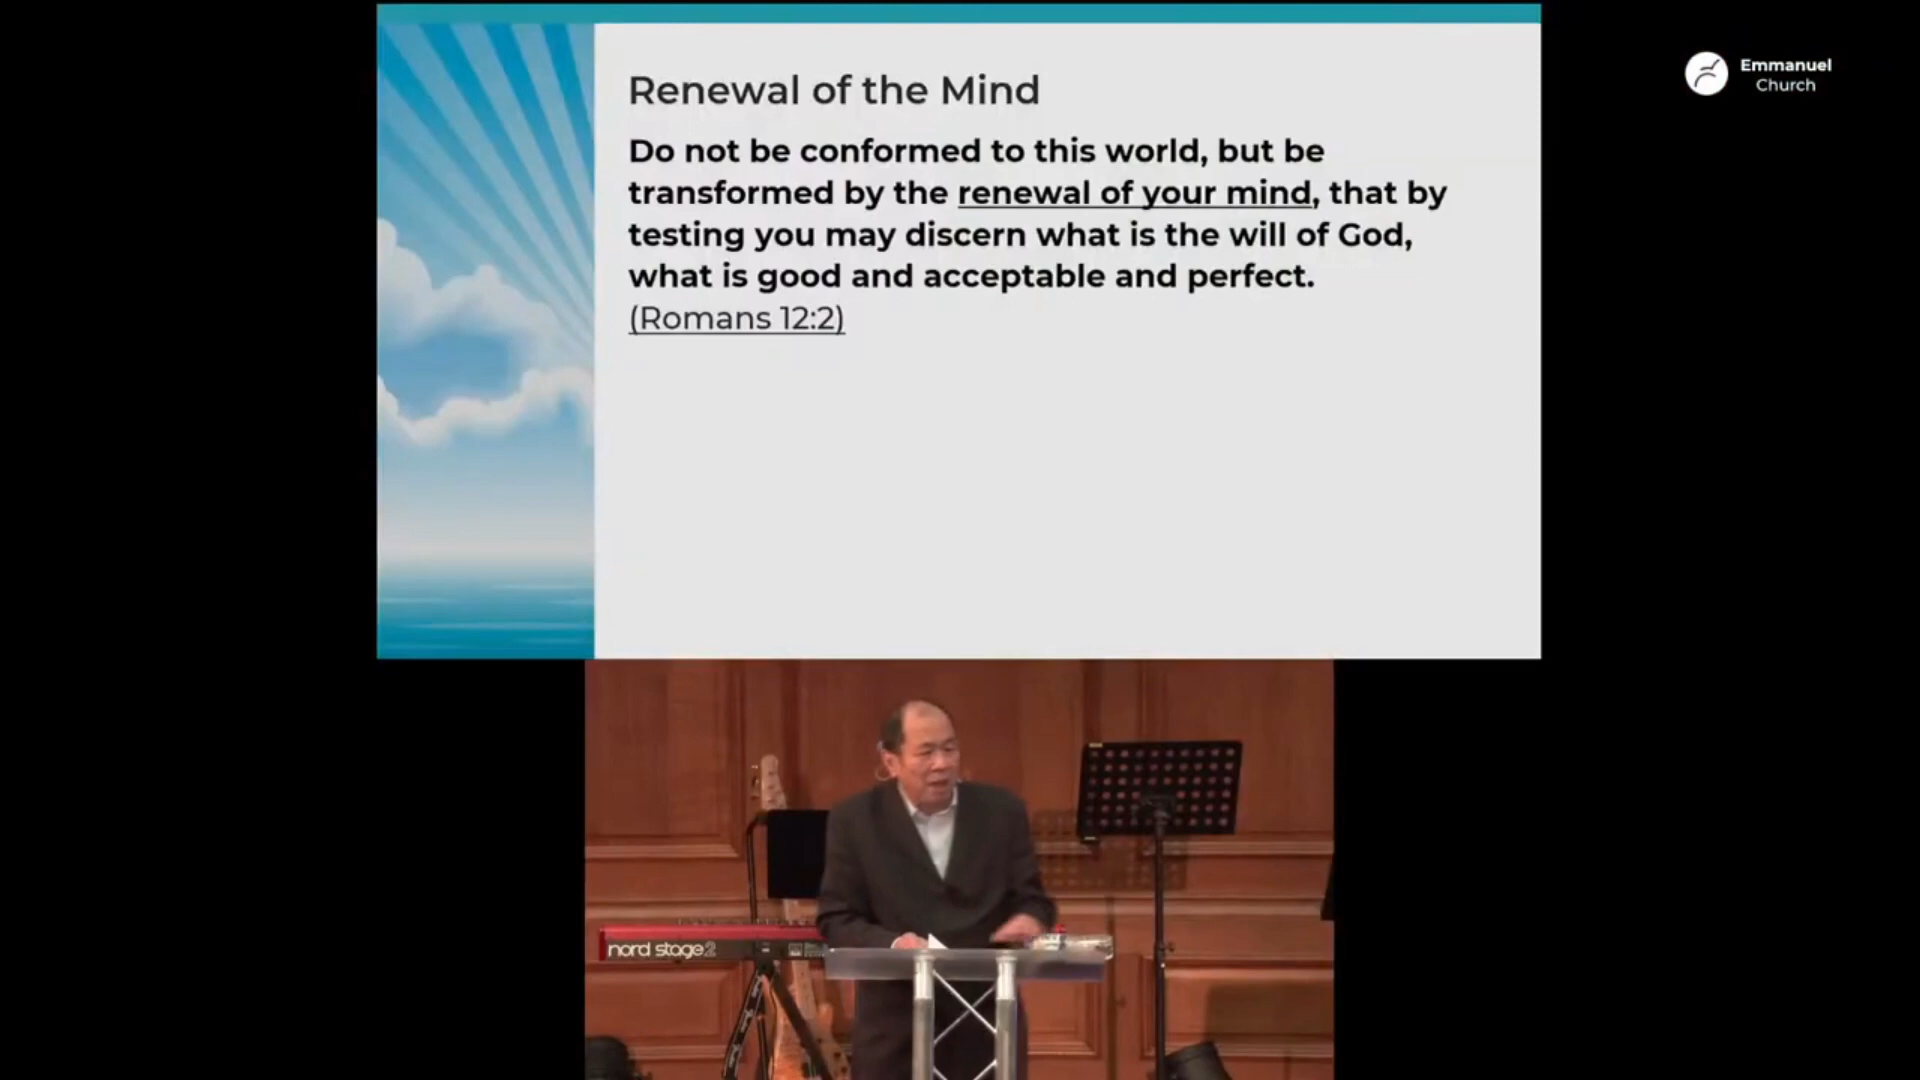 Renewal of the Mind
Do not be conformed to this world, but be
transformed by the renewal of your mind, that by
testing you may discern what is the will of God,
what is good and acceptable and perfect.
(Romans 12:2)
Emmanuel
Church
nord stage2